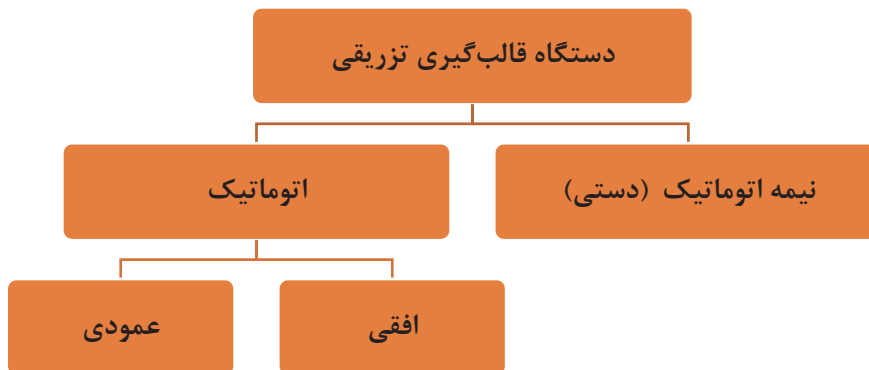 دستگاه قالب‌گیری تزریقی
نیمه اتوماتیک (دستی)
اتوماتیک
افقی
عمودی